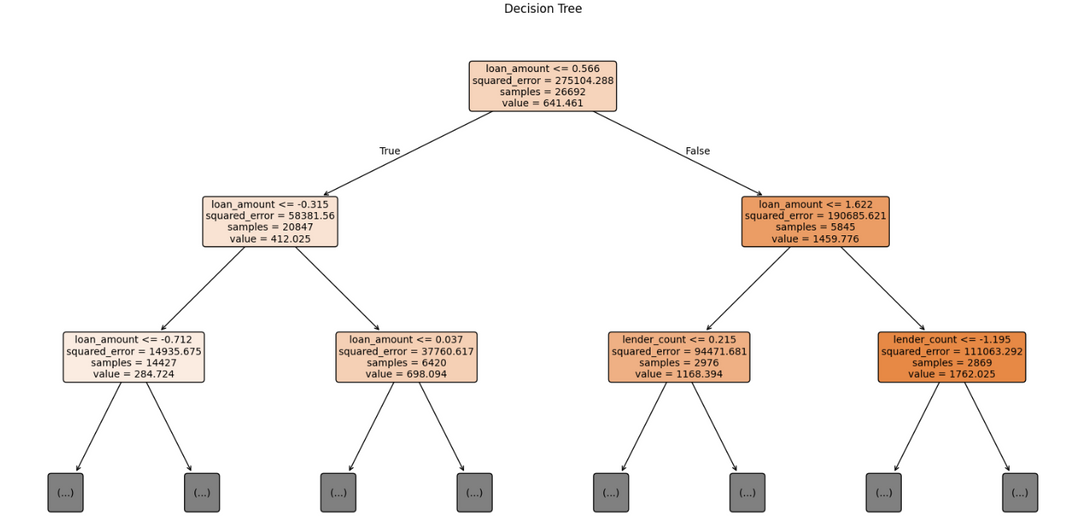 Decision Tree
loan_amount <= 0.566
squared_error = 275104.288
samples = 26692
value = 641.461
True
False
loan_amount <= -0.315
squared_error = 58381.56
samples = 20847
value = 412.025
loan_amount <= 1.622
squared_error = 190685.621
samples = 5845
value = 1459.776
loan_amount <= -0.712
squared_error = 14935.675
samples = 14427
value = 284.724
loan_amount <= 0.037
squared_error = 37760.617
samples = 6420
value = 698.094
lender_count <= 0.215
squared_error = 94471.681
samples = 2976
value = 1168.394
lender_count <= -1.195
squared_error = 111063.292
samples = 2869
value = 1762.025
(...)
(...)
(...)
(...)
(...)
(...)
(...)
(...)